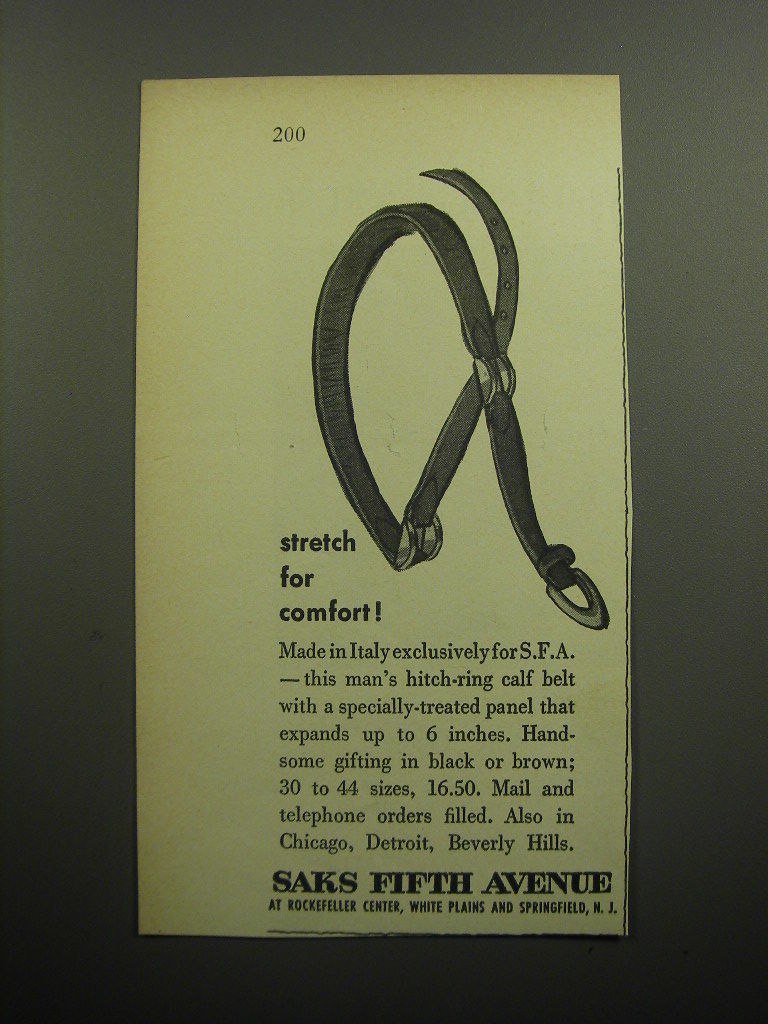 200
stretch
for
comfort!
Made in Italy exclusively for S.F.A.
—this man's hitch-ring calf belt
with a specially-treated panel that
expands up to 6 inches. Hand-
some gifting in black or brown;
30 to 44 sizes, 16.50. Mail and
telephone orders filled. Also in
Chicago, Detroit, Beverly Hills.
SAKS FIFTH AVENUE
AT ROCKEFELLER CENTER, WHITE PLAINS AND SPRINGFIELD, N. J.